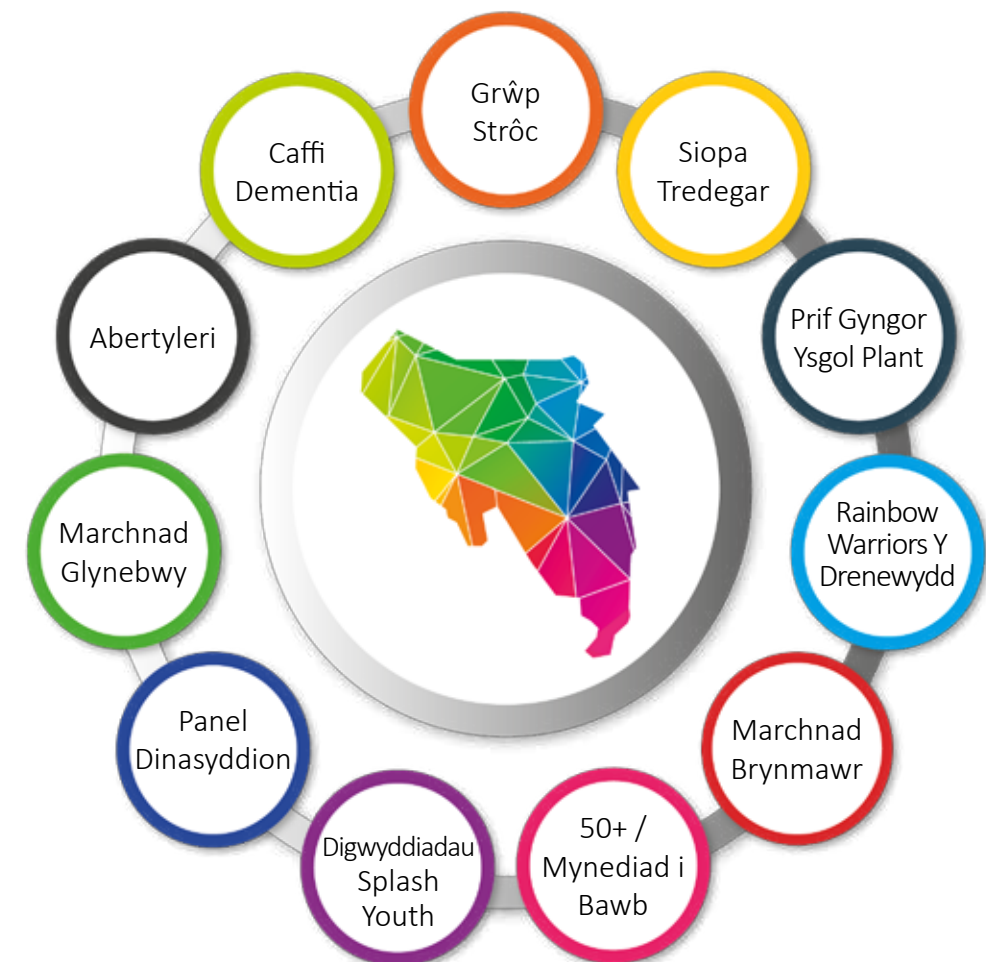 Grŵp
Strôc
Siopa
Tredegar
Prif Gyngor
Ysgol Plant
Rainbow
Warriors Y
Drenewydd
Marchnad
Brynmawr
50+ /
Mynediad i
Bawb
Digwyddiadau
Splash
Youth
Panel
Dinasyddion
Marchnad
Glynebwy
Abertyleri
Caffi
Dementia